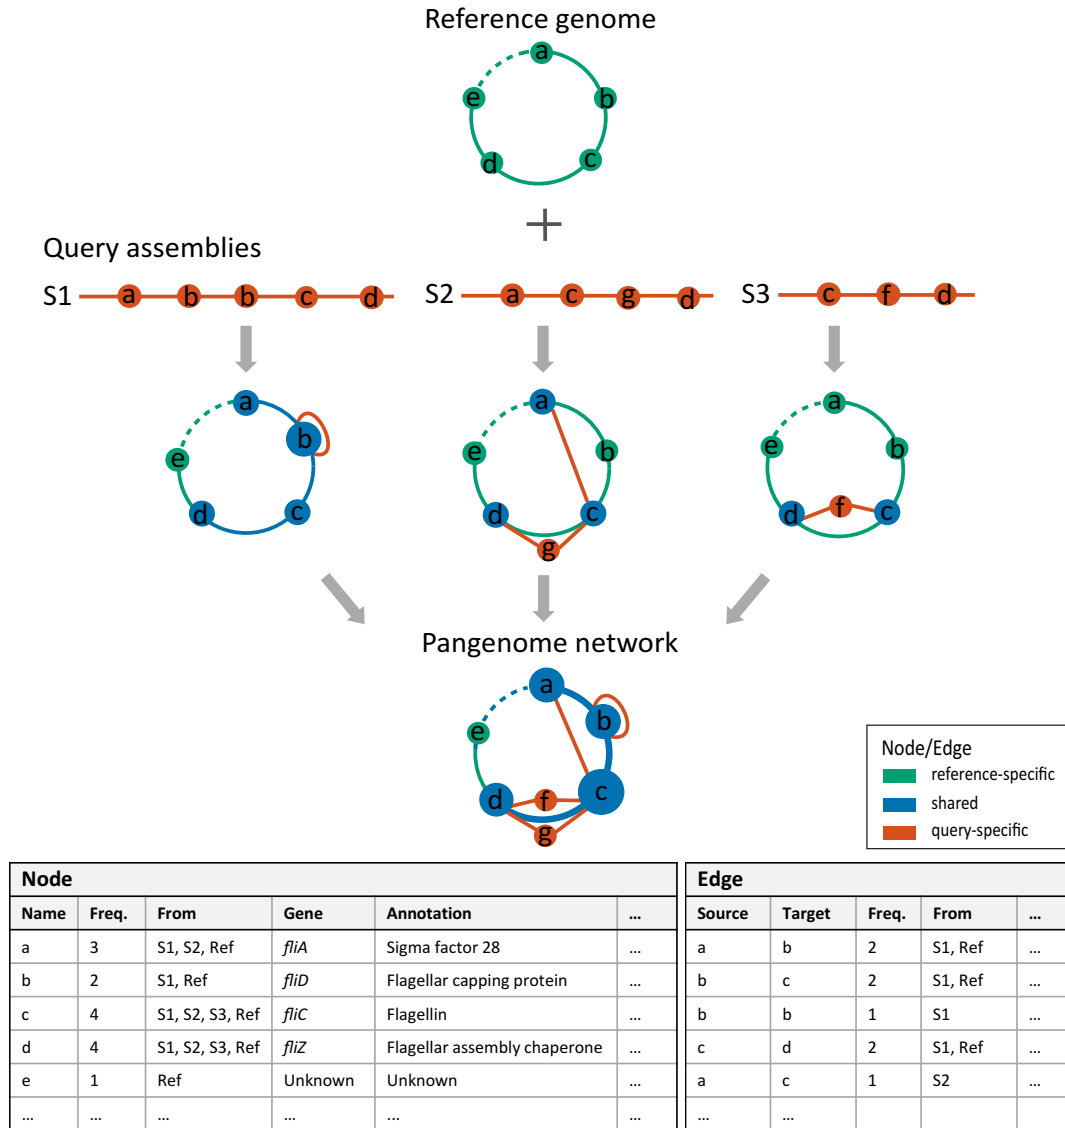 Reference genome
a
e b
d c
+
Query assemblies
S1 a b b c d S2 a c g d S3 c f d
a a a
b
e e b e b
f
d c d c d c
g
Pangenome network
a
b
e
c
d f
g
Node/Edge
reference-specific
shared
query-specific
Node
Name Freq. From Gene Annotation ...
a 3 S1, S2, Ref fliA Sigma factor 28 ...
b 2 S1, Ref fliD Flagellar capping protein ...
c 4 S1, S2, S3, Ref fliC Flagellin ...
d 4 S1, S2, S3, Ref fliZ Flagellar assembly chaperone ...
e 1 Ref Unknown Unknown ...
... ... ... ... ... ...
Edge
Source Target Freq. From ...
a b 2 S1, Ref ...
b c 2 S1, Ref ...
b b 1 S1 ...
c d 2 S1, Ref ...
a c 1 S2 ...
... ... ...